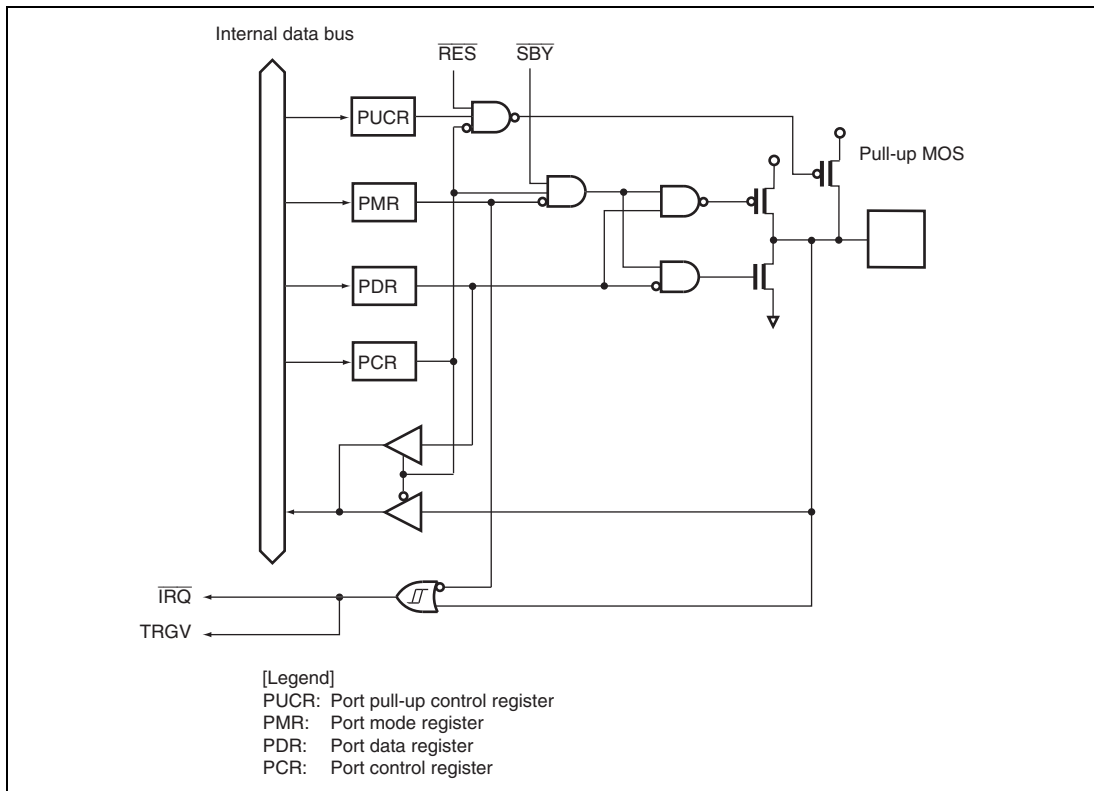 Internal data bus
RES
SBY
PUCR
Pull-up MOS
PMR
PDR
PCR
IRQ
TRGV
[Legend]
PUCR: Port pull-up control register
PMR: Port mode register
PDR: Port data register
PCR: Port control register